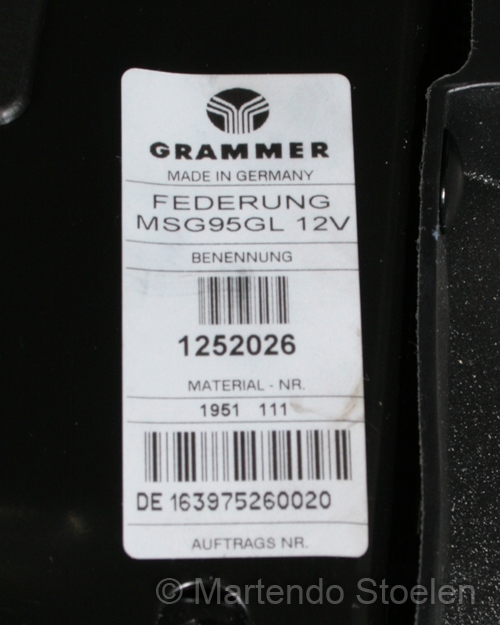 GRAMMER
MADE IN GERMANY
FEDERUNG
MSG95GL 12V
BENENNUNG
1252026
MATERIAL - NR.
1951 111
DE 163975260020
AUFTRAGS NR.
© Martendo Stoelen